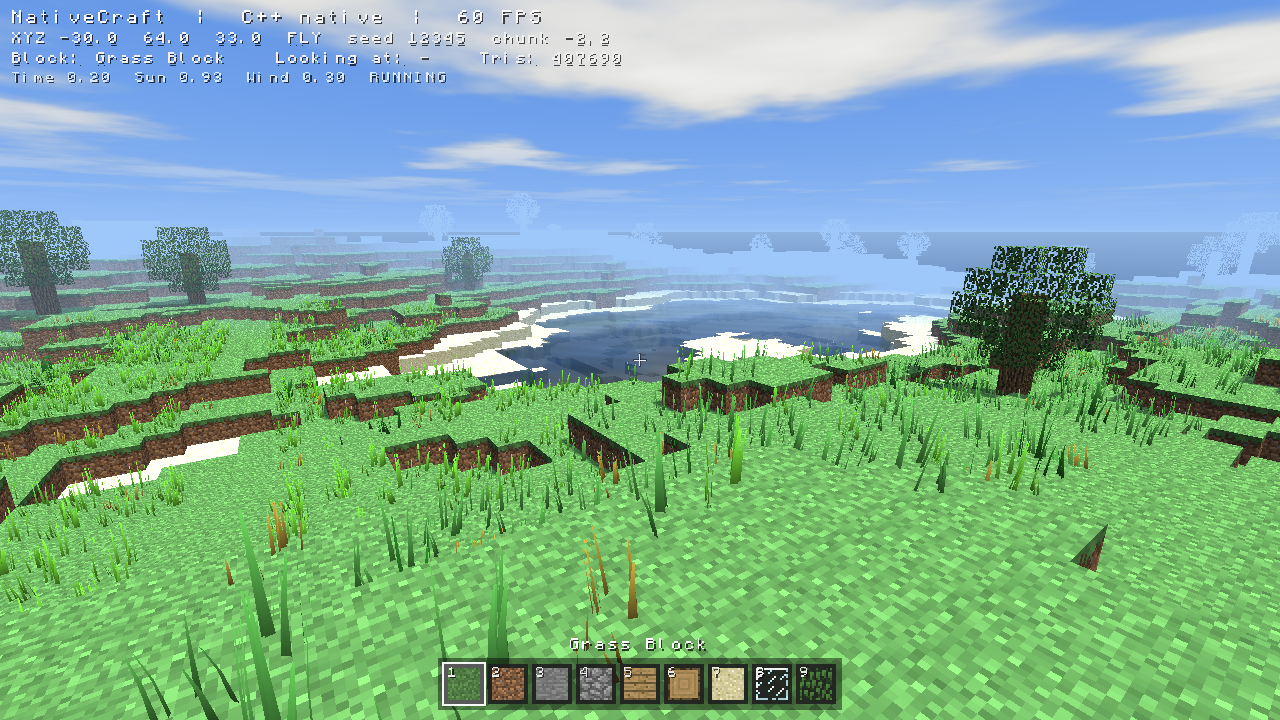 NativeCraft | C++ native | 60 FPS
XYZ -30.0 64.0 33.0 FLY seed 12345 chunk -2,2
Block: Grass Block Looking at: - Tris: 907690
Time 0.20 Sun 0.93 Wind 0.30 RUNNING
Grass Block
1 2 3 4 5 6 7 8 9